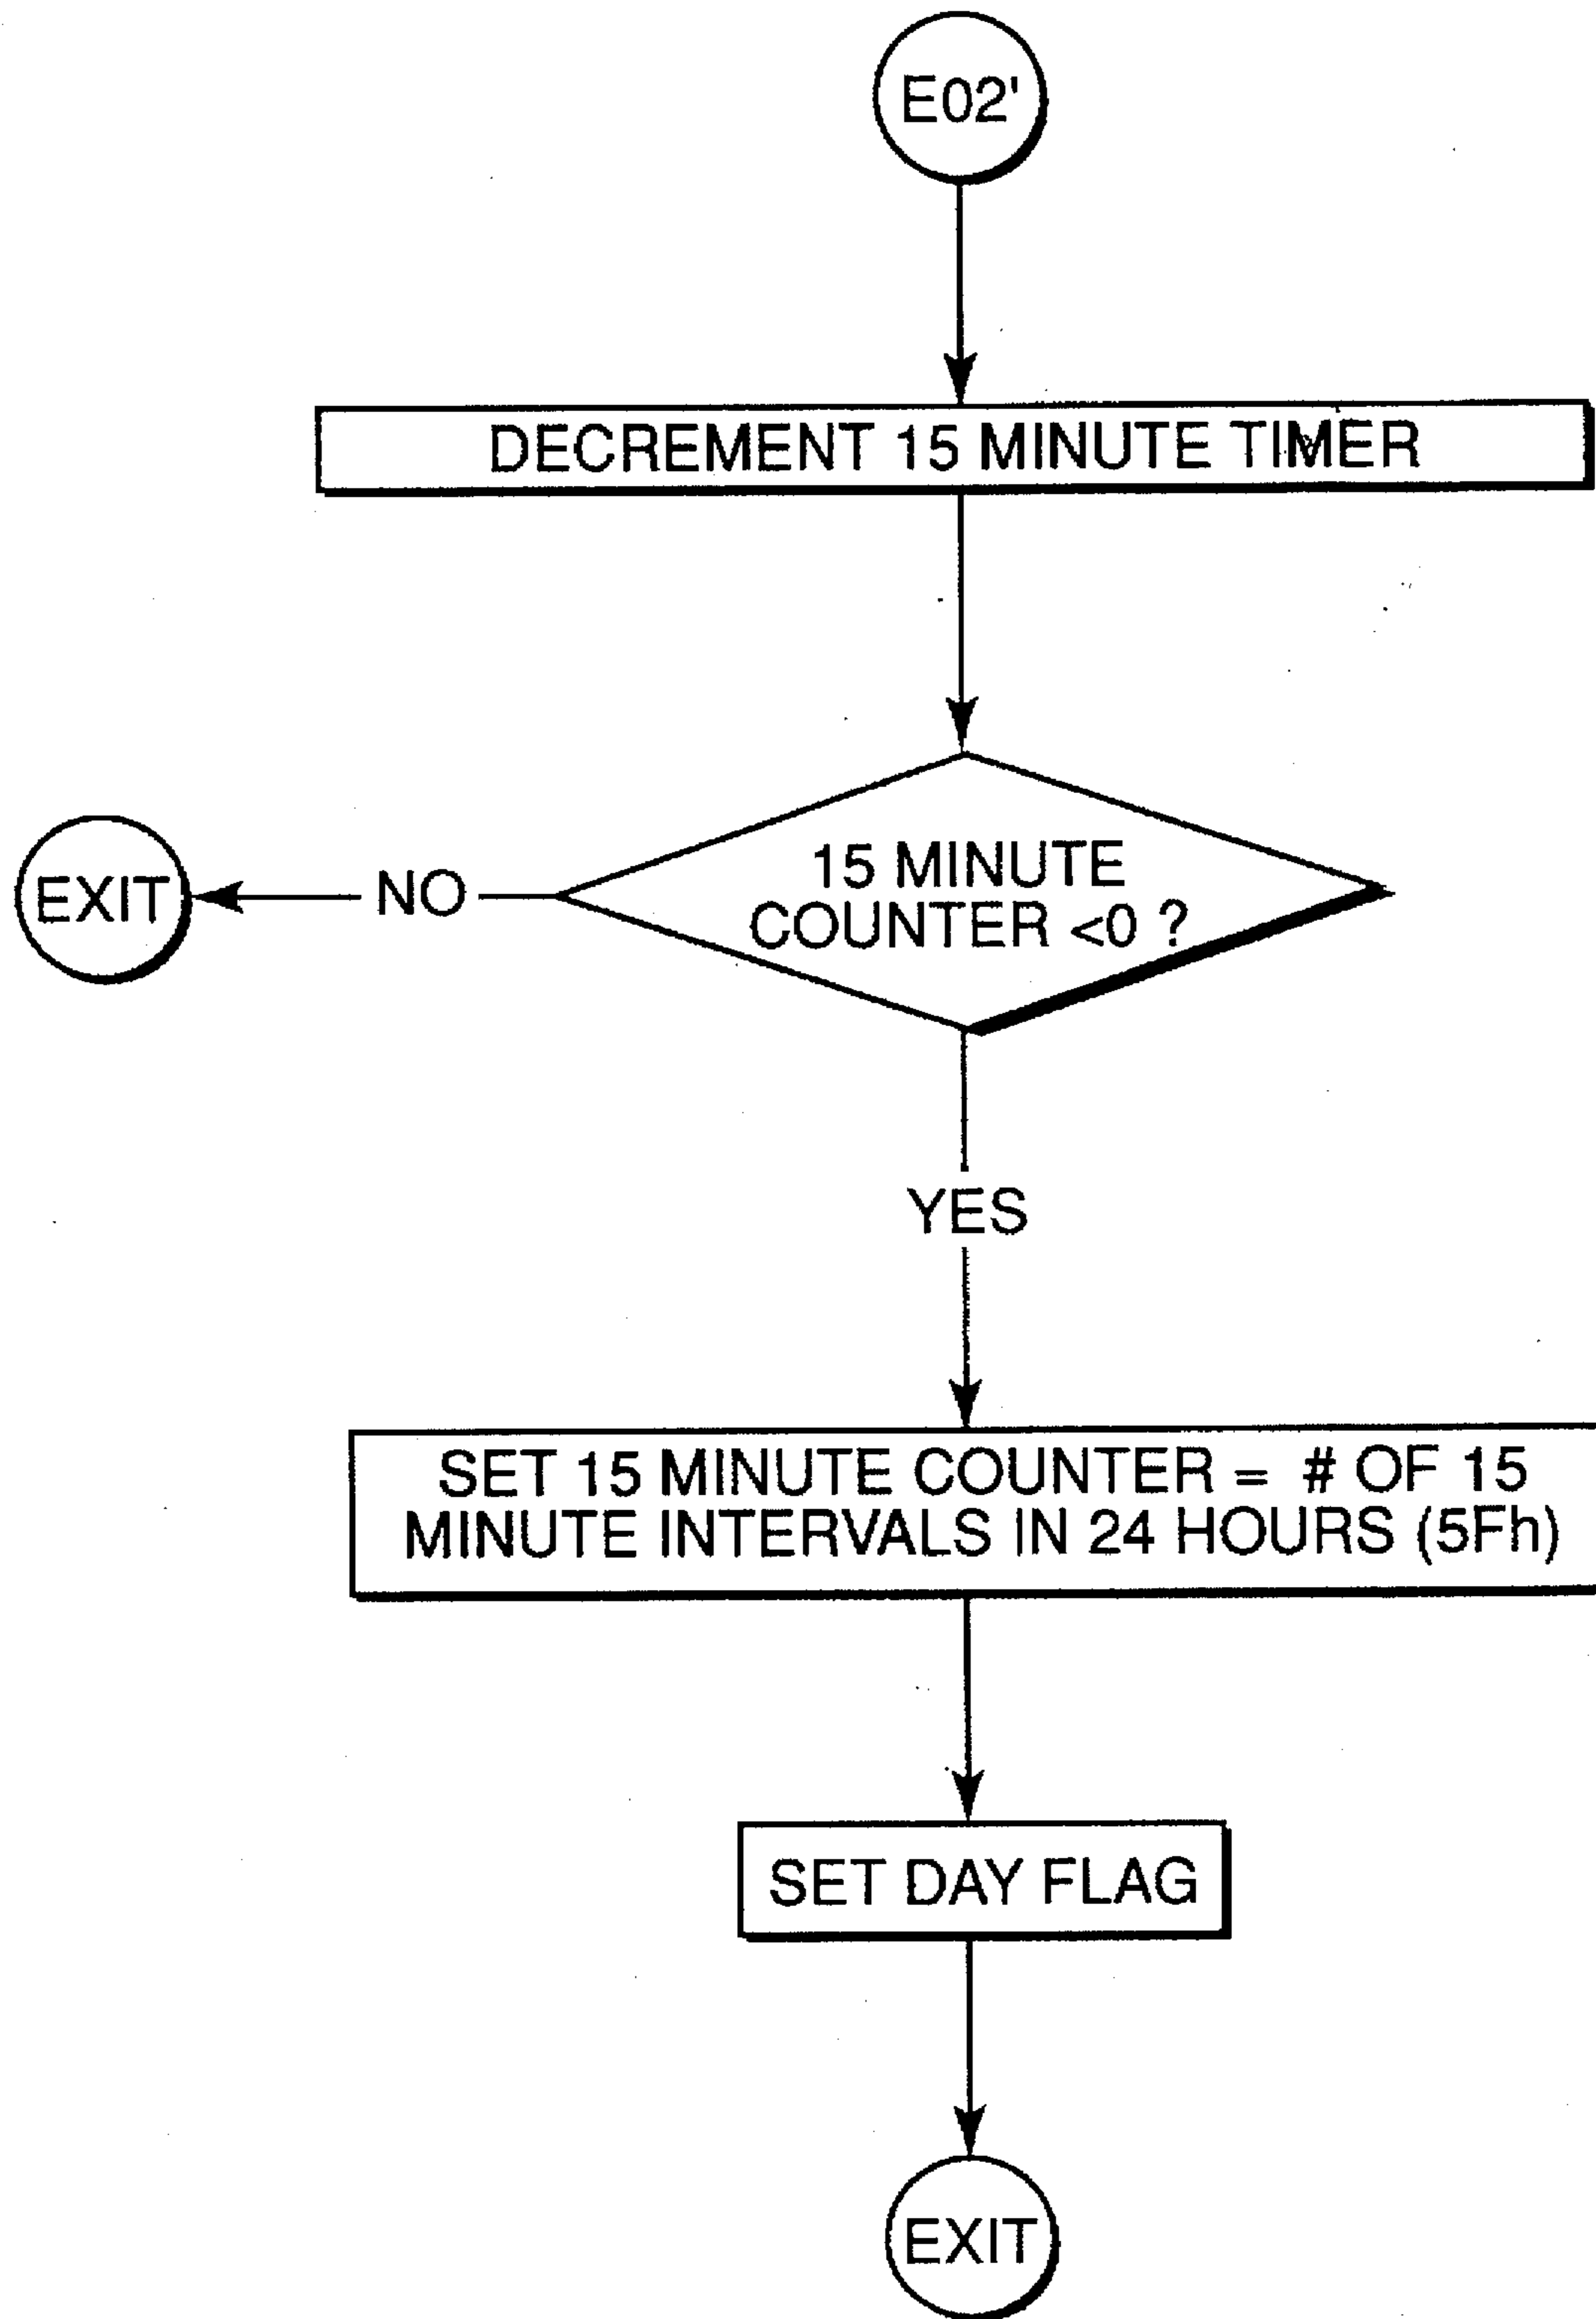 E02'
DECREMENT 15 MINUTE TIMER
15 MINUTE
COUNTER <0 ?
NO
EXIT
YES
SET 15 MINUTE COUNTER = # OF 15
MINUTE INTERVALS IN 24 HOURS (5Fh)
SET DAY FLAG
EXIT